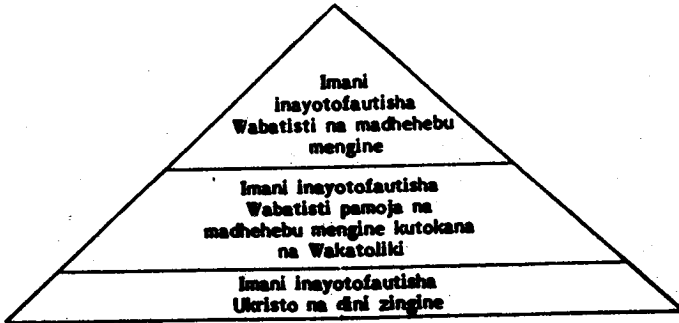 Imani
inayotofautisha
Wabatisti na madhehebu
mengine
Imani inayotofautisha
Wabatisti pamoja na
madhehebu mengine kutokana
na Wakatoliki
Imani inayotofautisha
Ukristo na dini zingine